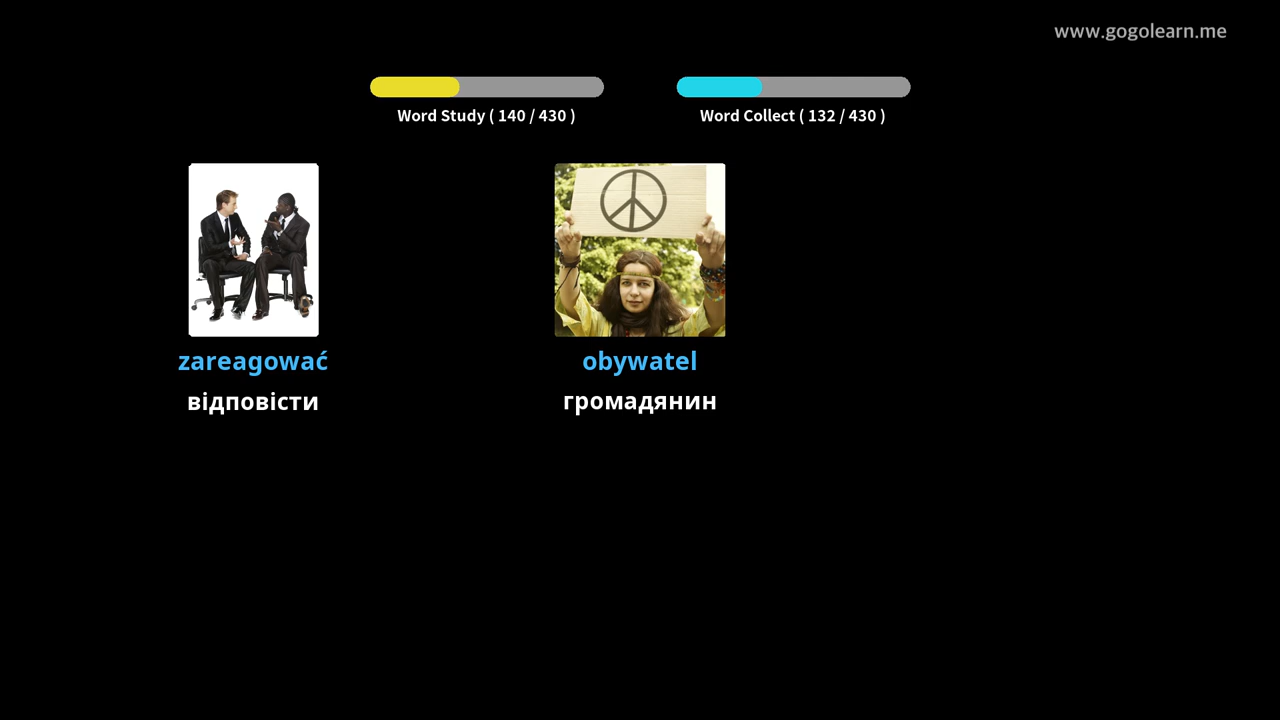 www.gogolearn.me
Word Study ( 140 / 430 )
Word Collect ( 132 / 430 )
zareagować
відповісти
obywatel
громадянин